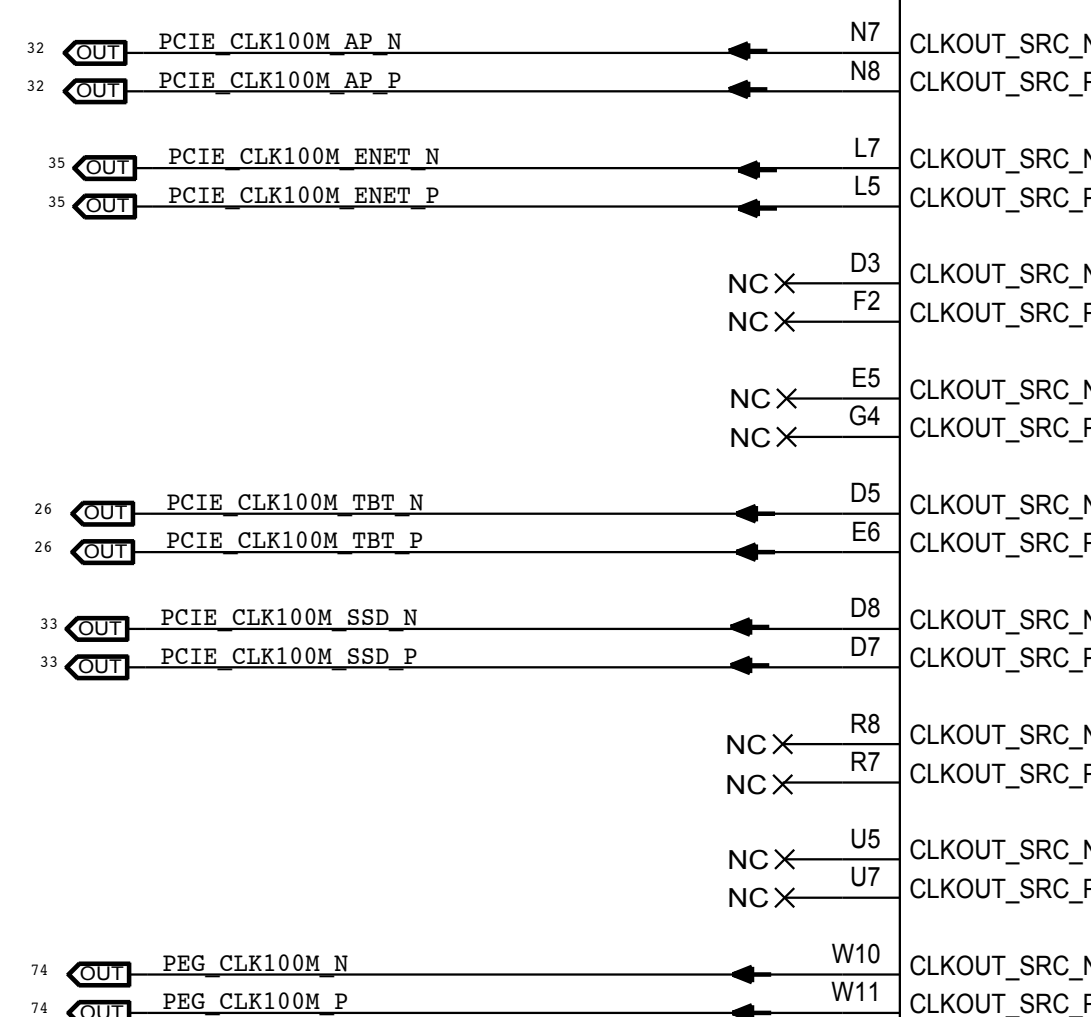 32 OUT PCIE_CLK100M_AP_N N7 CLKOUT_SRC_N
32 OUT PCIE_CLK100M_AP_P N8 CLKOUT_SRC_P
35 OUT PCIE_CLK100M_ENET_N L7 CLKOUT_SRC_N
35 OUT PCIE_CLK100M_ENET_P L5 CLKOUT_SRC_P
NC D3 CLKOUT_SRC_N
NC F2 CLKOUT_SRC_P
NC E5 CLKOUT_SRC_N
NC G4 CLKOUT_SRC_P
26 OUT PCIE_CLK100M_TBT_N D5 CLKOUT_SRC_N
26 OUT PCIE_CLK100M_TBT_P E6 CLKOUT_SRC_P
33 OUT PCIE_CLK100M_SSD_N D8 CLKOUT_SRC_N
33 OUT PCIE_CLK100M_SSD_P D7 CLKOUT_SRC_P
NC R8 CLKOUT_SRC_N
NC R7 CLKOUT_SRC_P
NC U5 CLKOUT_SRC_N
NC U7 CLKOUT_SRC_P
74 OUT PEG_CLK100M_N W10 CLKOUT_SRC_N
74 OUT PEG_CLK100M_P W11 CLKOUT_SRC_P